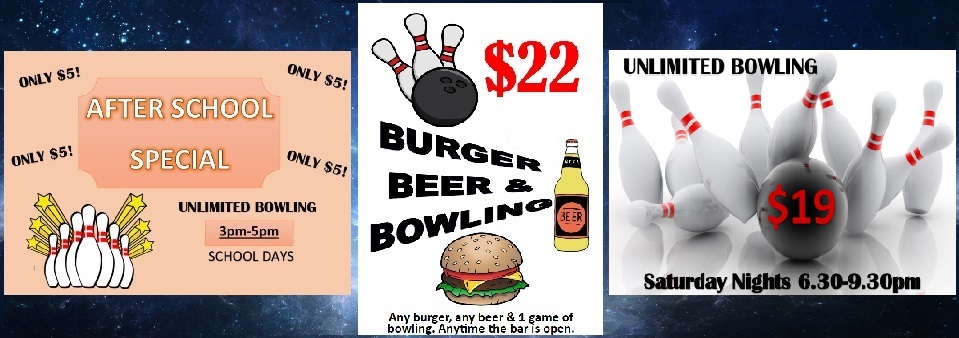 ONLY $5!
ONLY $5!
AFTER SCHOOL
SPECIAL
ONLY $5!
ONLY $5!
UNLIMITED BOWLING
3pm-5pm
SCHOOL DAYS
$22
BURGER
BEER &
BOWLING
BEER
BEER
Any burger, any beer & 1 game of
bowling. Anytime the bar is open.
UNLIMITED BOWLING
$19
Saturday Nights 6.30-9.30pm